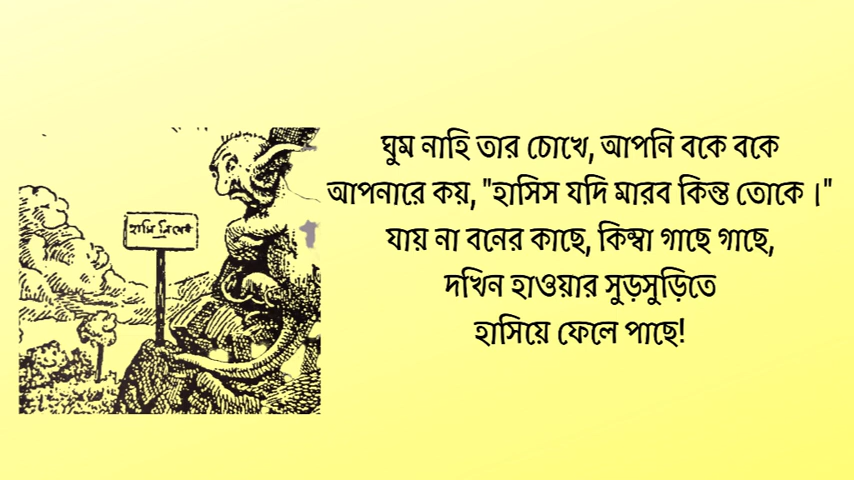 হাসি নিষেধ
ঘুম নাহি তার চোখে, আপনি বকে বকে
আপনারে কয়, "হাসিস যদি মারব কিন্তু তোকে।"
যায় না বনের কাছে, কিম্বা গাছে গাছে,
দখিন হাওয়ার সুড়সুড়িতে
হাসিয়ে ফেলে পাছে!